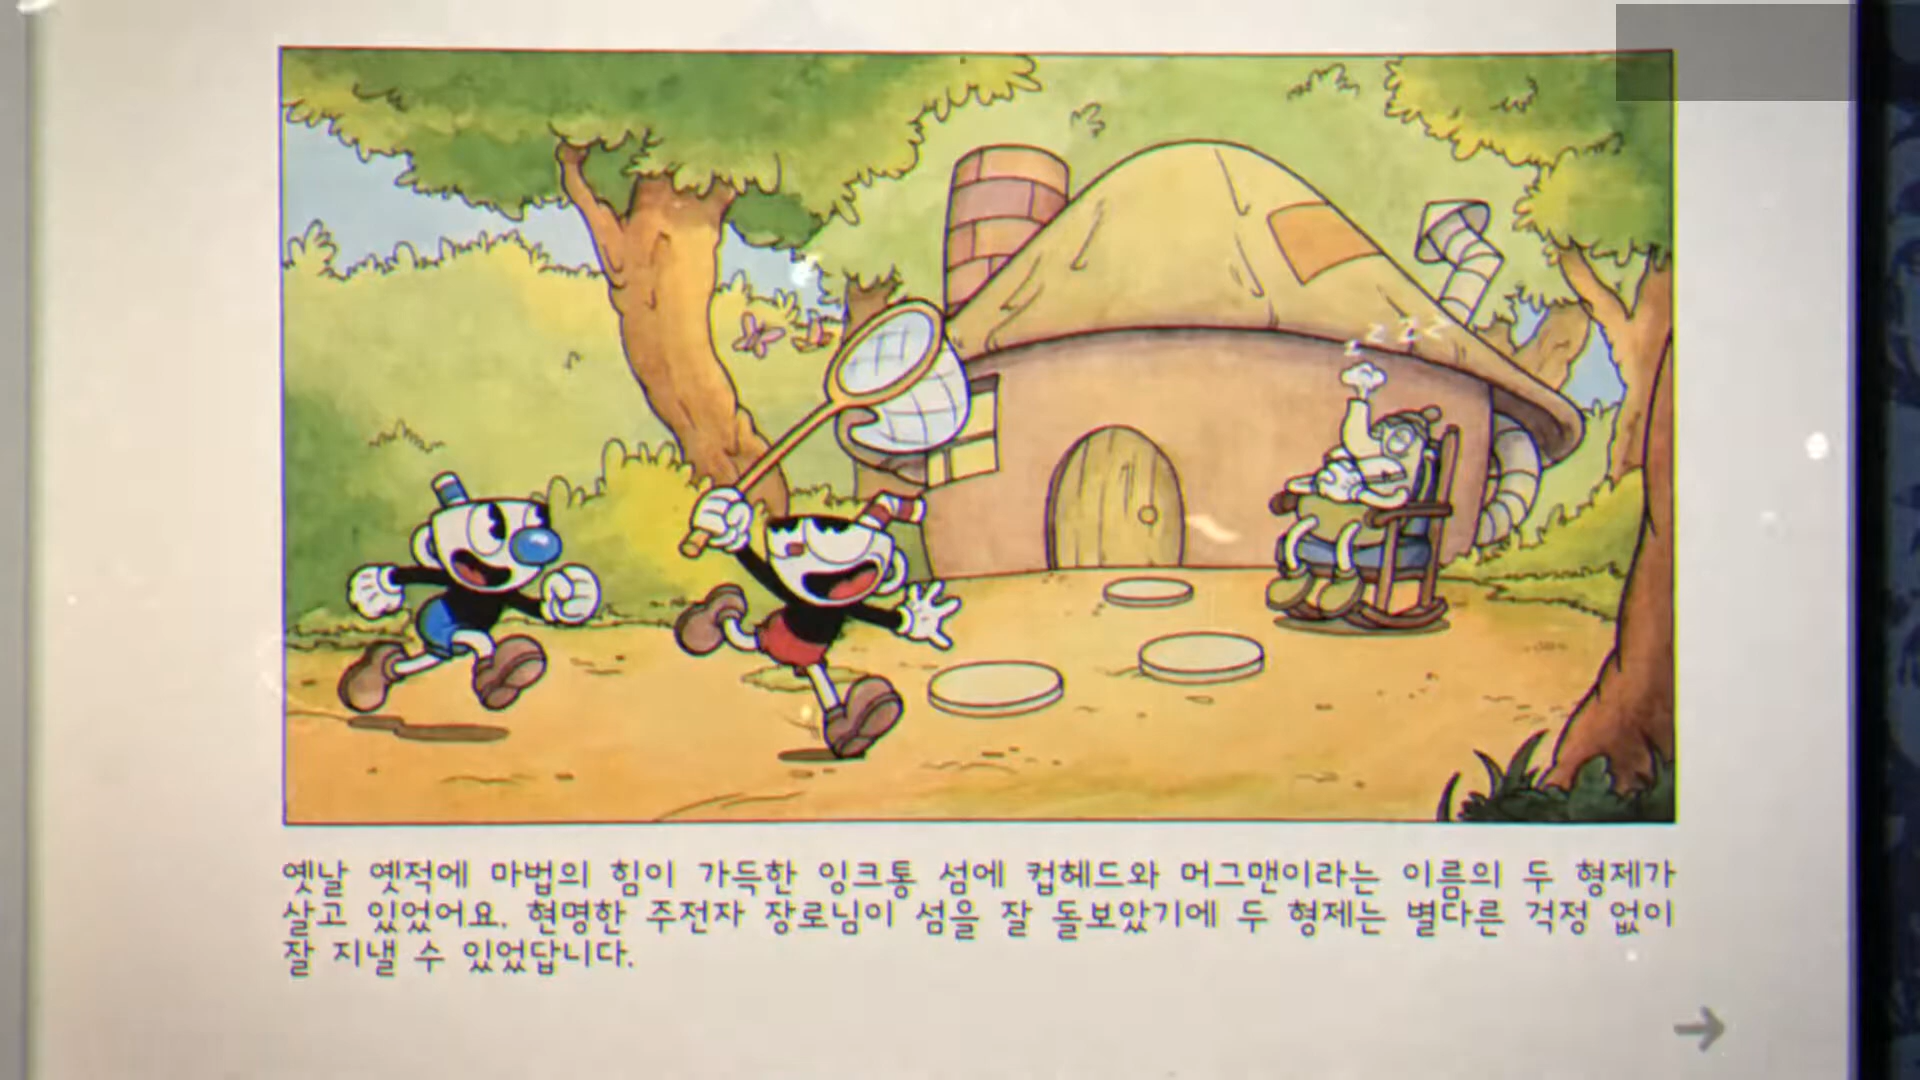 z z z z
옛날 옛적에 마법의 힘이 가득한 잉크통 섬에 컵헤드와 머그맨이라는 이름의 두 형제가
살고 있었어요. 현명한 주전자 장로님이 섬을 잘 돌보았기에 두 형제는 별다른 걱정 없이
잘 지낼 수 있었답니다.